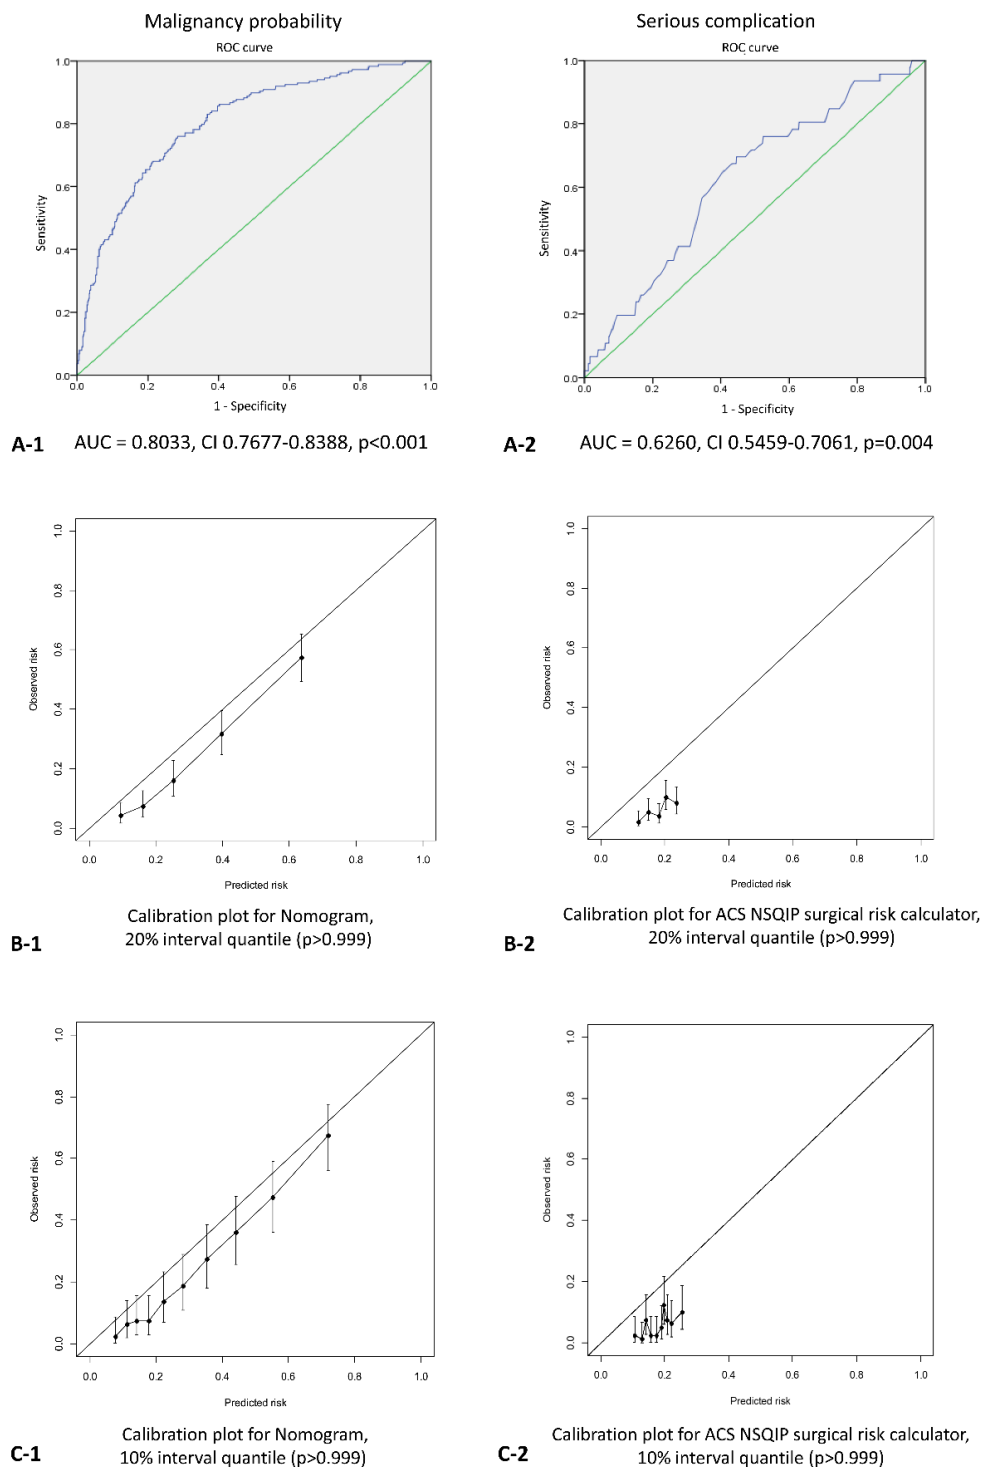 Malignancy probability
ROC curve
1.0
0.8
0.6
0.4
0.2
0.0
Sensitivity
0.0 0.2 0.4 0.6 0.8 1.0
1 - Specificity
A-1 AUC = 0.8033, CI 0.7677-0.8388, p<0.001
Serious complication
ROC curve
1.0
0.8
0.6
0.4
0.2
0.0
Sensitivity
0.0 0.2 0.4 0.6 0.8 1.0
1 - Specificity
A-2 AUC = 0.6260, CI 0.5459-0.7061, p=0.004
1.0
0.8
0.6
0.4
0.2
0.0
Observed risk
0.0 0.2 0.4 0.6 0.8 1.0
Predicted risk
Calibration plot for Nomogram,
B-1 20% interval quantile (p>0.999)
1.0
0.8
0.6
0.4
0.2
0.0
Observed risk
0.0 0.2 0.4 0.6 0.8 1.0
Predicted risk
Calibration plot for ACS NSQIP surgical risk calculator,
B-2 20% interval quantile (p>0.999)
1.0
0.8
0.6
0.4
0.2
0.0
Observed risk
0.0 0.2 0.4 0.6 0.8 1.0
Predicted risk
Calibration plot for Nomogram,
C-1 10% interval quantile (p>0.999)
1.0
0.8
0.6
0.4
0.2
0.0
Observed risk
0.0 0.2 0.4 0.6 0.8 1.0
Predicted risk
Calibration plot for ACS NSQIP surgical risk calculator,
C-2 10% interval quantile (p>0.999)